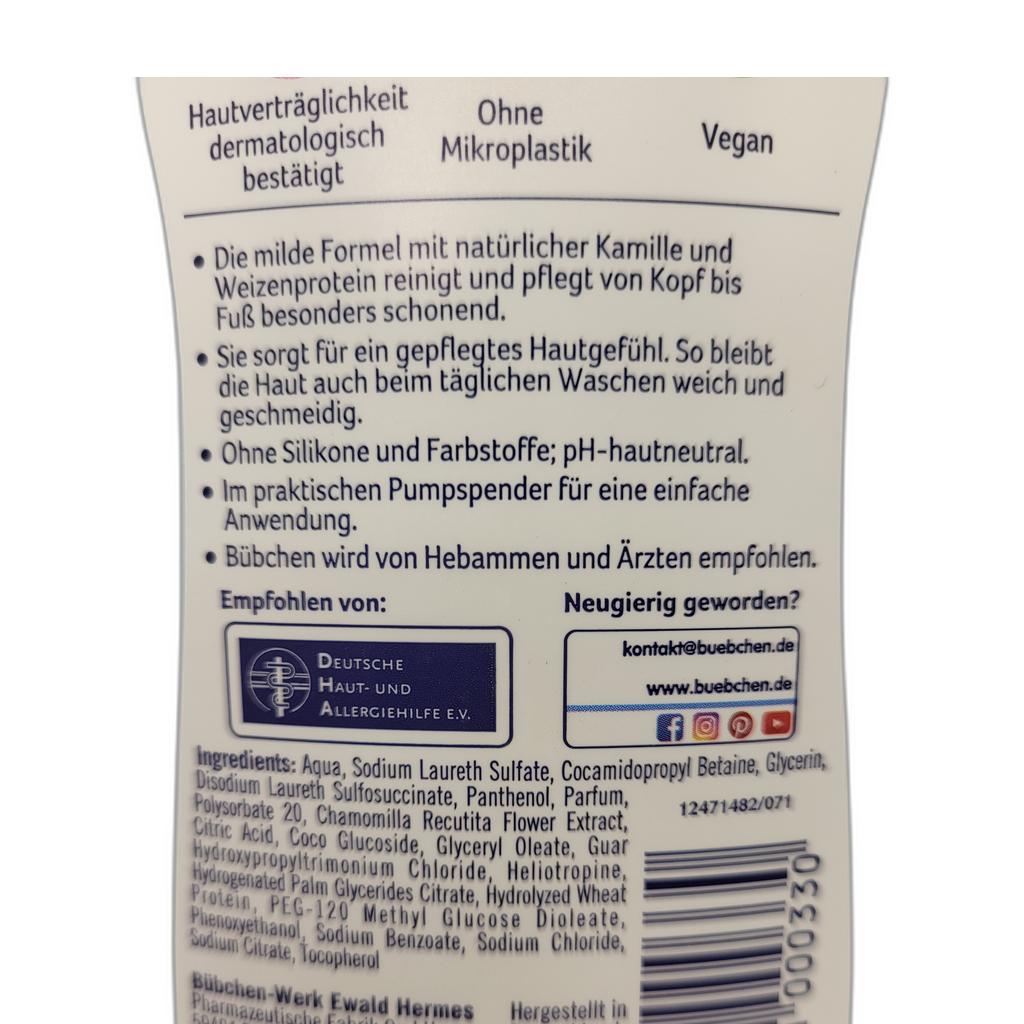 Hautverträglichkeit
dermatologisch
bestätigt
Ohne
Mikroplastik
Vegan
• Die milde Formel mit natürlicher Kamille und
Weizenprotein reinigt und pflegt von Kopf bis
Fuß besonders schonend.
• Sie sorgt für ein gepflegtes Hautgefühl. So bleibt
die Haut auch beim täglichen Waschen weich und
geschmeidig.
• Ohne Silikone und Farbstoffe; pH-hautneutral.
• Im praktischen Pumpspender für eine einfache
Anwendung.
• Bübchen wird von Hebammen und Ärzten empfohlen.
Empfohlen von:
DEUTSCHE
HAUT- UND
ALLERGIEHILFE E.V.
Neugierig geworden?
kontakt@buebchen.de
www.buebchen.de
Ingredients: Aqua, Sodium Laureth Sulfate, Cocamidopropyl Betaine, Glycerin,
Disodium Laureth Sulfosuccinate, Panthenol, Parfum,
Polysorbate 20, Chamomilla Recutita Flower Extract,
Citric Acid, Coco Glucoside, Glyceryl Oleate, Guar
Hydroxypropyltrimonium Chloride, Heliotropine,
Hydrogenated Palm Glycerides Citrate, Hydrolyzed Wheat
Protein, PEG-120 Methyl Glucose Dioleate,
Phenoxyethanol, Sodium Benzoate, Sodium Chloride,
Sodium Citrate, Tocopherol
12471482/071
000330
Bübchen-Werk Ewald Hermes
Pharmazeutische Fabrik
Hergestellt in